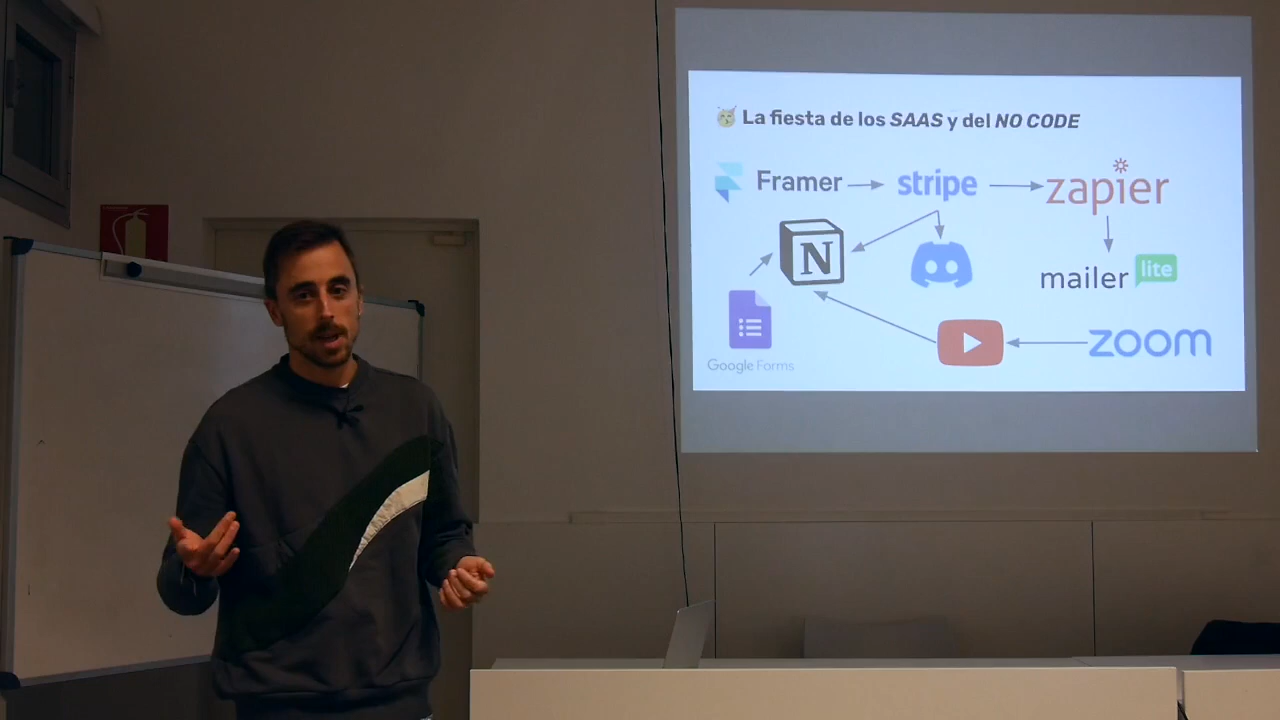 🥳 La fiesta de los SAAS y del NO CODE
Framer
stripe
zapier
N
mailer lite
Google Forms
zoom